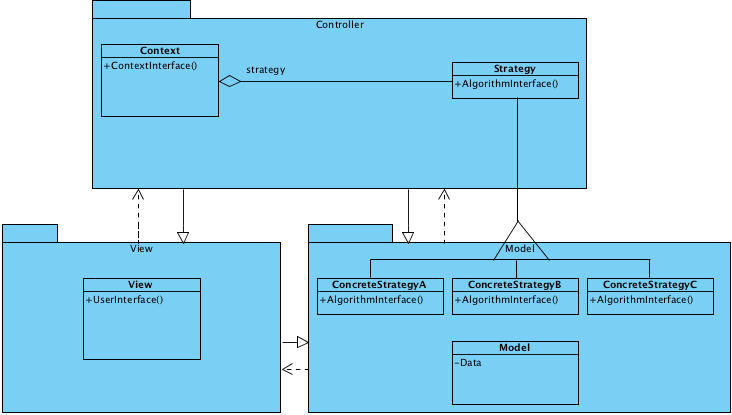 Controller
Context
+ContextInterface()
strategy
Strategy
+AlgorithmInterface()
View
View
+UserInterface()
Model
ConcreteStrategyA
+AlgorithmInterface()
ConcreteStrategyB
+AlgorithmInterface()
ConcreteStrategyC
+AlgorithmInterface()
Model
-Data